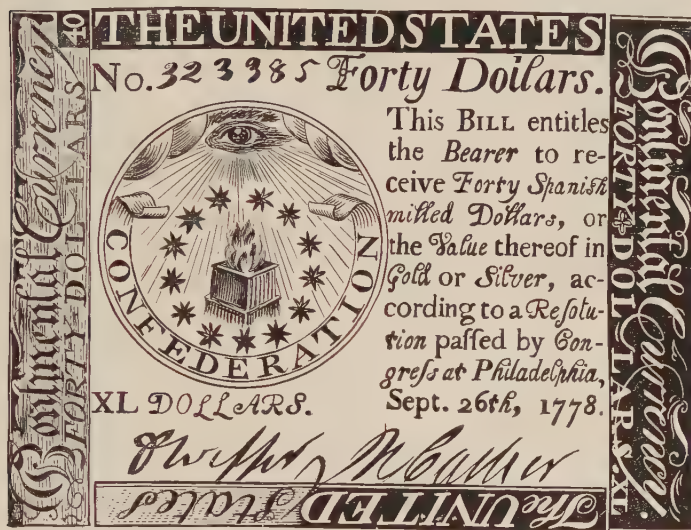 THE UNITED STATES
No. 323985 Forty Dollars.
This BILL entitles
the Bearer to re-
ceive Forty Spanish
milled Dollars, or
the Value thereof in
Gold or Silver, ac-
cording to a Reſolu-
tion paſſed by Con-
greſs at Philadelphia,
Sept. 26th, 1778.
CONFEDERATION
XL DOLLARS.
The UNITED States
40
Continental Currency
FORTY DOLLARS
Continental Currency
FORTY DOLLARS. XL.